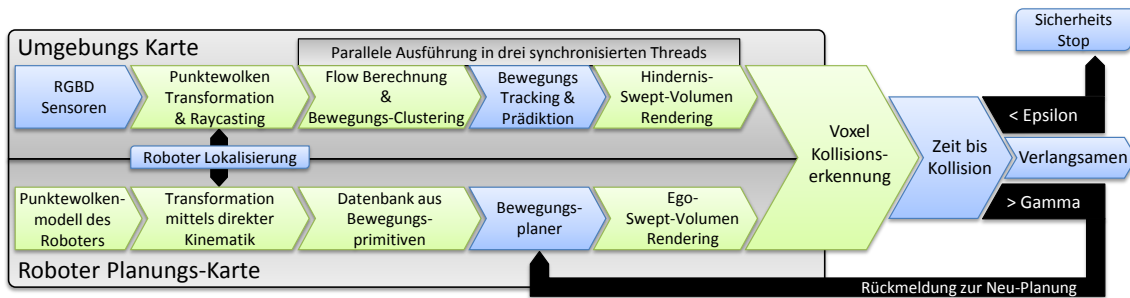 Umgebungs Karte
Parallele Ausführung in drei synchronisierten Threads
RGBD
Sensoren
Punktewolken
Transformation
& Raycasting
Flow Berechnung
&
Bewegungs-Clustering
Bewegungs
Tracking &
Prädiktion
Hindernis-
Swept-Volumen
Rendering
Roboter Lokalisierung
Punktewolken-
modell des
Roboters
Transformation
mittels direkter
Kinematik
Datenbank aus
Bewegungs-
primitiven
Bewegungs-
planer
Ego-
Swept-Volumen
Rendering
Roboter Planungs-Karte
Voxel
Kollisions-
erkennung
Zeit bis
Kollision
Sicherheits
Stop
< Epsilon
Verlangsamen
> Gamma
Rückmeldung zur Neu-Planung